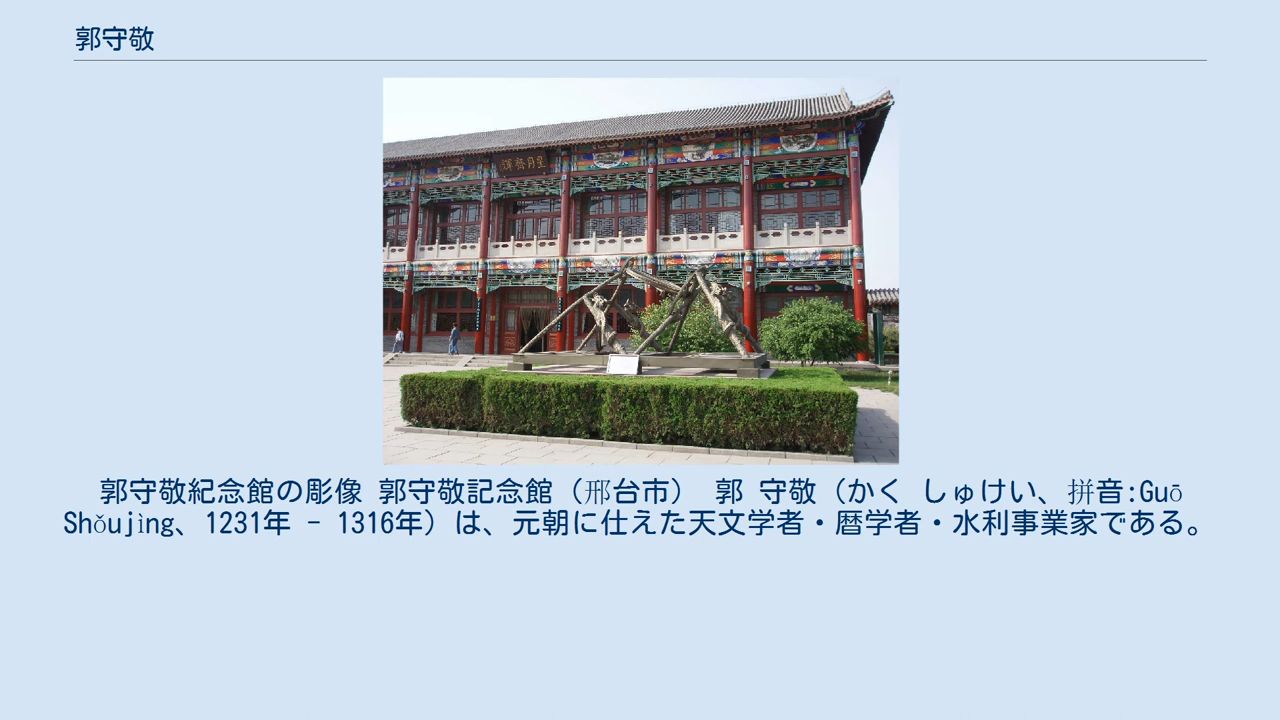 郭守敬
郭守敬紀念館の彫像 郭守敬記念館（邢台市） 郭 守敬（かく しゅけい、拼音:Guō
Shǒujìng、1231年 - 1316年）は、元朝に仕えた天文学者・暦学者・水利事業家である。